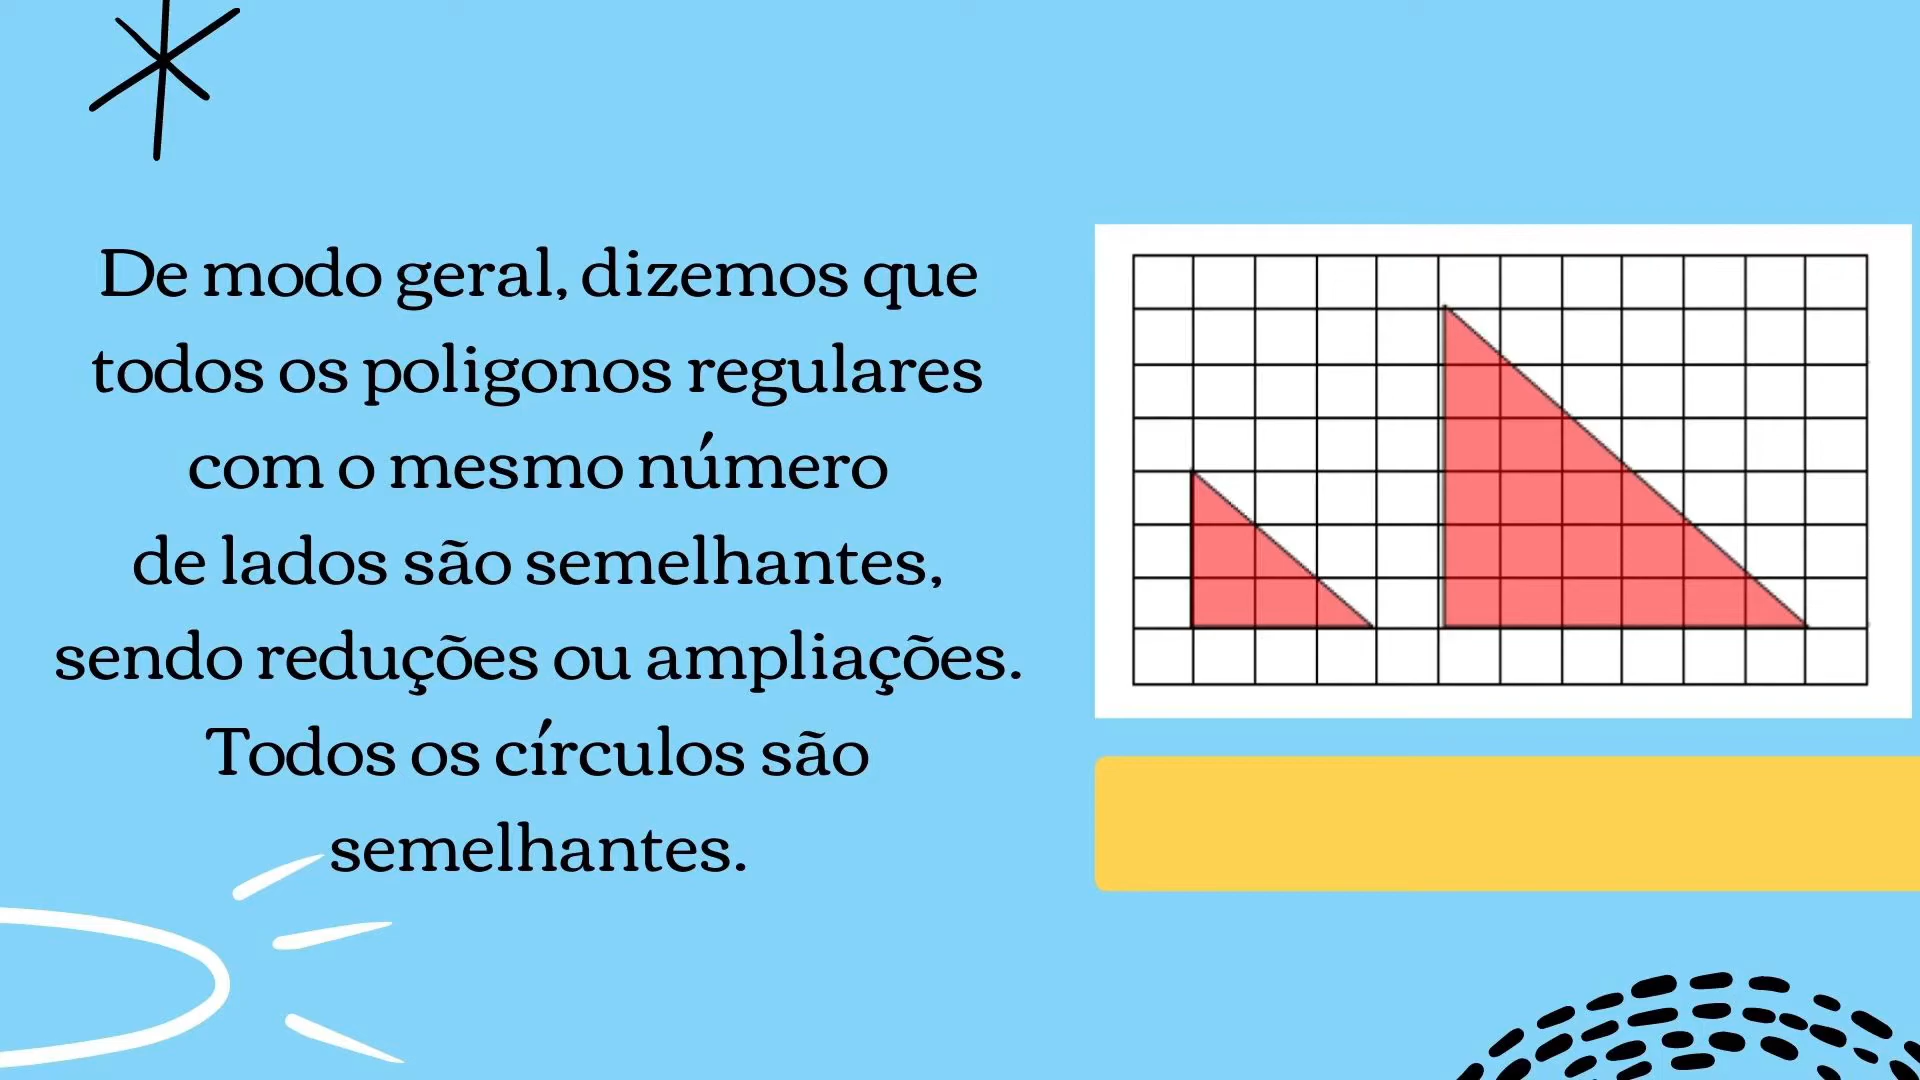 De modo geral, dizemos que
todos os poligonos regulares
com o mesmo número
de lados são semelhantes,
sendo reduções ou ampliações.
Todos os círculos são
semelhantes.